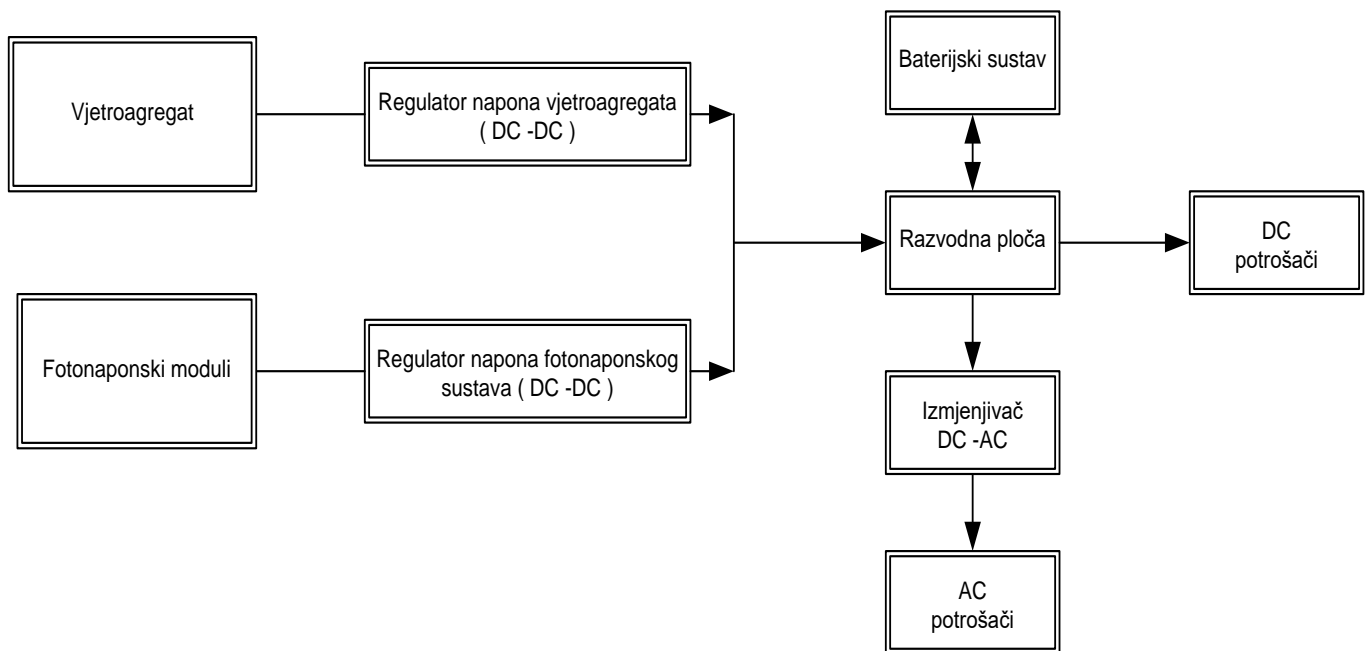 Vjetroagregat
Regulator napona vjetroagregata
( DC -DC )
Baterijski sustav
Razvodna ploča
DC
potrošači
Fotonaponski moduli
Regulator napona fotonaponskog
sustava ( DC -DC )
Izmjenjivač
DC -AC
AC
potrošači